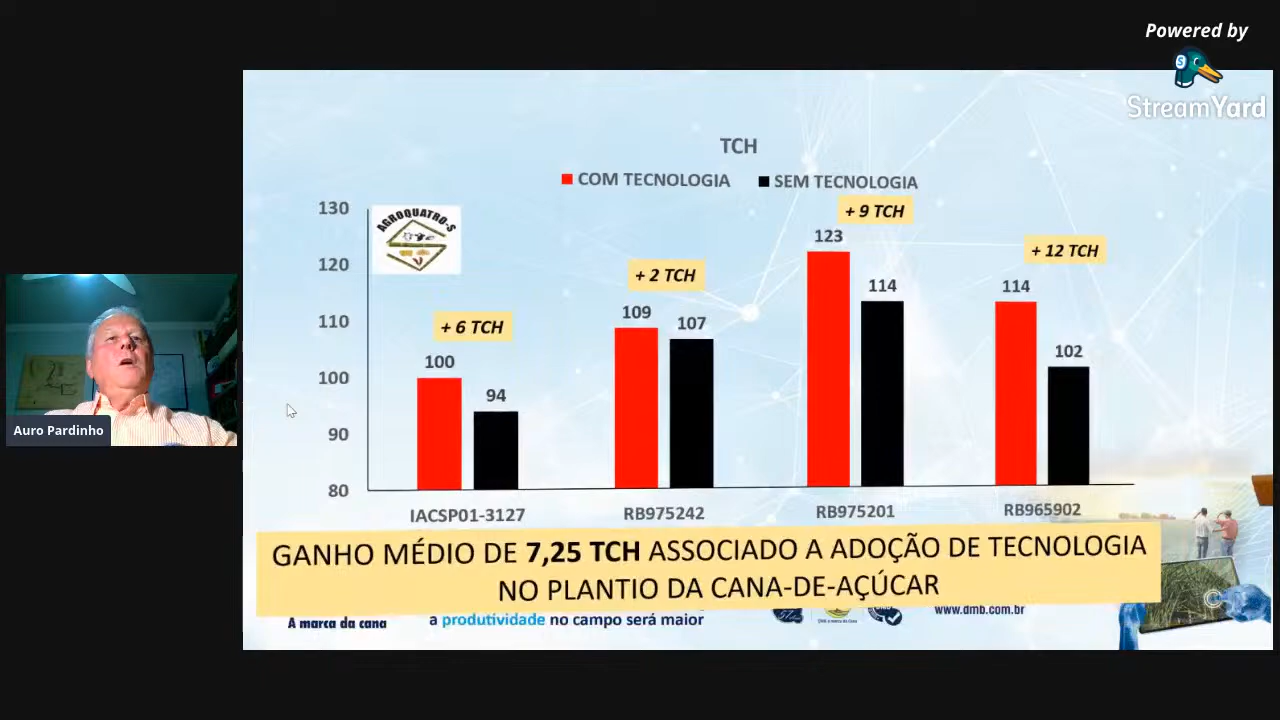 Powered by
StreamYard
TCH
COM TECNOLOGIA SEM TECNOLOGIA
130
120
110
100
90
80
AGROQUATRO-S
+ 6 TCH
+ 2 TCH
+ 9 TCH
+ 12 TCH
100
94
109
107
123
114
114
102
IACSP01-3127
RB975242
RB975201
RB965902
Auro Pardinho
GANHO MÉDIO DE 7,25 TCH ASSOCIADO A ADOÇÃO DE TECNOLOGIA
NO PLANTIO DA CANA-DE-AÇÚCAR
A marca da cana
a produtividade no campo será maior
www.dmb.com.br